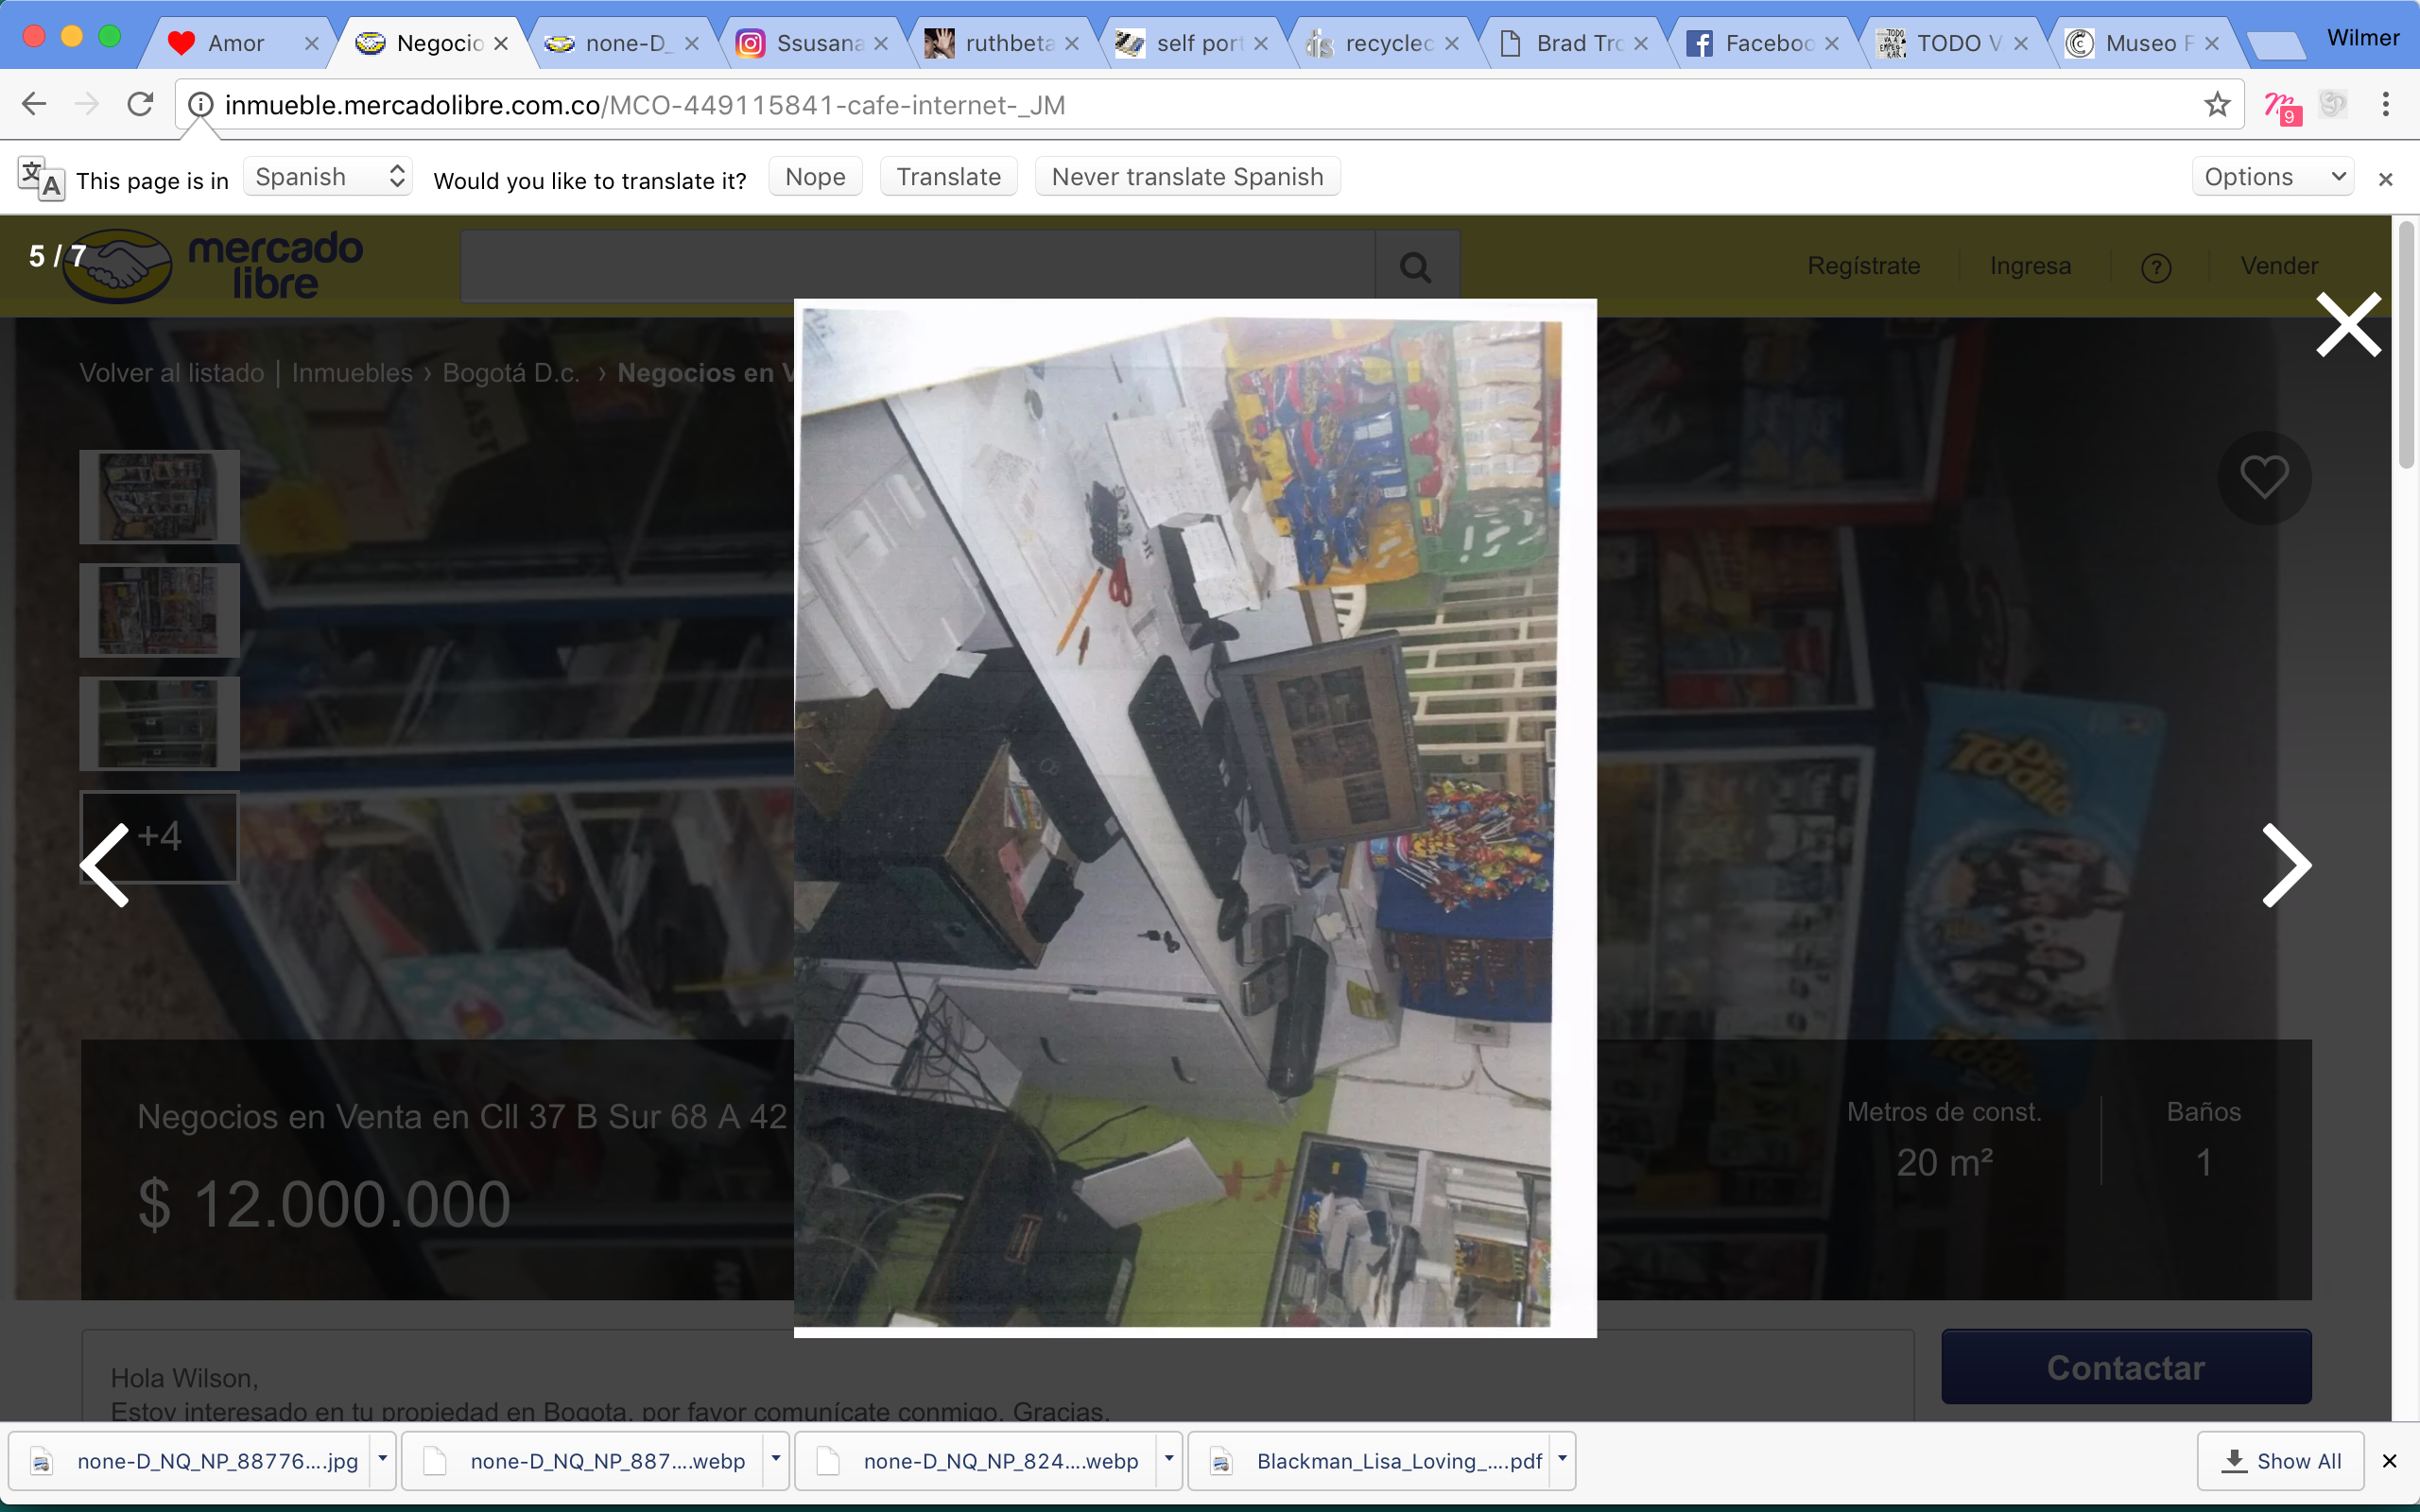 Amor
Negocio
none-D_
Ssusana
ruthbeta
self port
recycled
Brad Tro
Faceboo
TODO V
Museo F
Wilmer
inmueble.mercadolibre.com.co/MCO-449115841-cafe-internet-_JM
9
This page is in Spanish Would you like to translate it? Nope Translate Never translate Spanish Options
5 / 7
mercado
libre
Regístrate Ingresa ? Vender
Volver al listado | Inmuebles › Bogotá D.c. › Negocios en V
+4
De
Todito
Negocios en Venta en Cll 37 B Sur 68 A 42
$ 12.000.000
Metros de const.
20 m²
Baños
1
Hola Wilson,
Estoy interesado en tu propiedad en Bogota, por favor comunícate conmigo. Gracias.
Contactar
none-D_NQ_NP_88776....jpg
none-D_NQ_NP_887....webp
none-D_NQ_NP_824....webp
Blackman_Lisa_Loving_....pdf
Show All